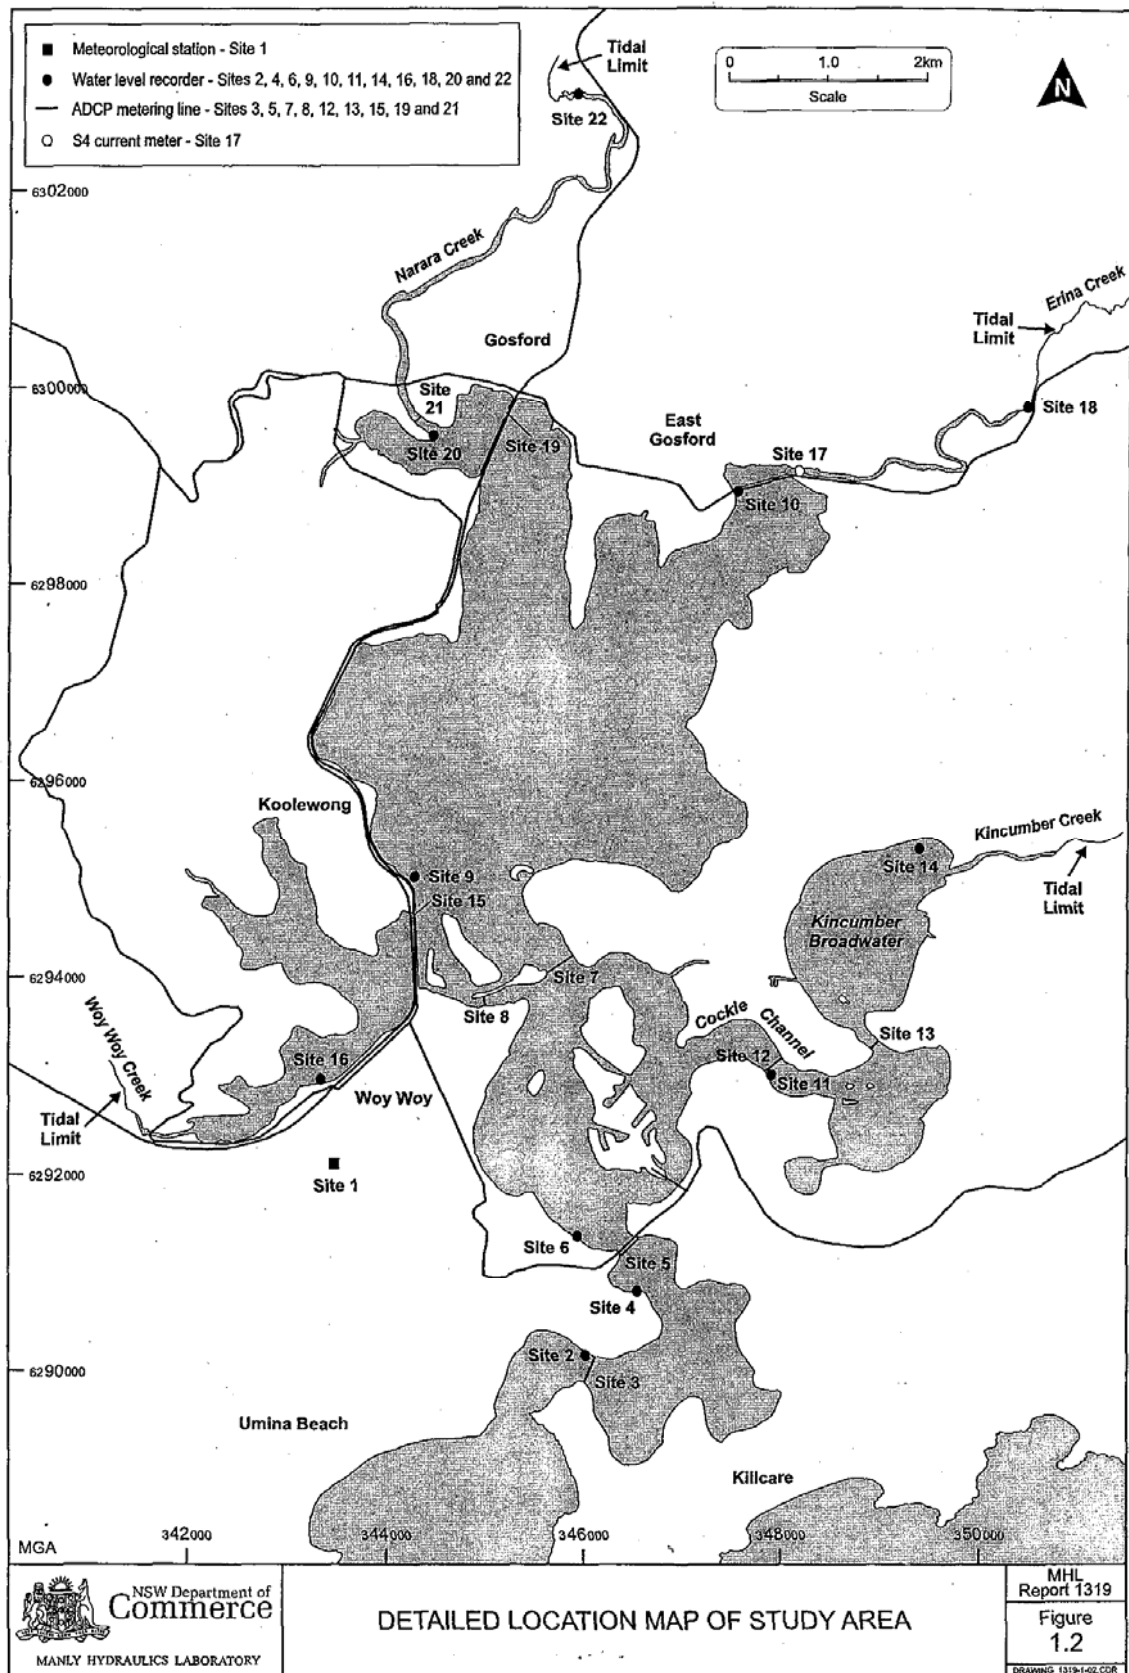 Meteorological station - Site 1
Water level recorder - Sites 2, 4, 6, 9, 10, 11, 14, 16, 18, 20 and 22
ADCP metering line - Sites 3, 5, 7, 8, 12, 13, 15, 19 and 21
S4 current meter - Site 17
Tidal
Limit
0 1.0 2km
Scale
N
Site 22
6302000
Narara Creek
Erina Creek
Tidal
Limit
Gosford
6300000
Site
21
Site 18
East
Gosford
Site 20
Site 19
Site 17
Site 10
6298000
6296000
Koolewong
Kincumber Creek
Site 9
Site 14
Tidal
Limit
Site 15
Kincumber
Broadwater
6294000
Site 7
Site 8
Cockle
Channel
Site 13
Woy Woy Creek
Site 16
Site 12
Site 11
Tidal
Limit
Woy Woy
6292000
Site 1
Site 6
Site 5
Site 4
6290000
Site 2
Site 3
Umina Beach
Killcare
MGA
342000 344000 346000 348000 350000
NSW Department of
Commerce
MANLY HYDRAULICS LABORATORY
DETAILED LOCATION MAP OF STUDY AREA
MHL
Report 1319
Figure
1.2
DRAWING 1319-1-02.CDR